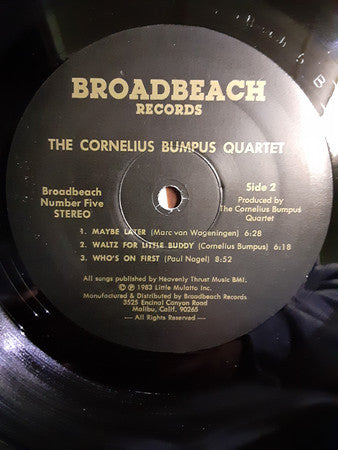 BROADBEACH
RECORDS
THE CORNELIUS BUMPUS QUARTET
Broadbeach
Number Five
STEREO
Side 2
Produced by
The Cornelius Bumpus
Quartet
1. MAYBE LATER (Marc van Wageningen) 6:28
2. WALTZ FOR LITTLE BUDDY (Cornelius Bumpus) 6:18
3. WHO'S ON FIRST (Paul Nagel) 8:52
All songs published by Heavenly Thrust Music BMI.
© ℗ 1983 Little Mulatto Inc.
Manufactured & Distributed by Broadbeach Records
3525 Encinal Canyon Road
Malibu, Calif. 90265
— All Rights Reserved —